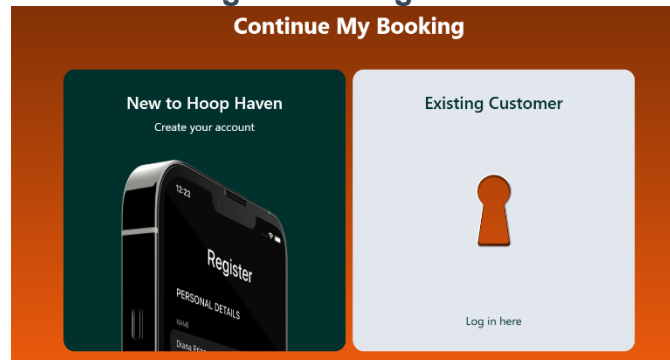 Continue My Booking
New to Hoop Haven
Create your account
12:23
Register
PERSONAL DETAILS
NAME
Diana
Existing Customer
Log in here